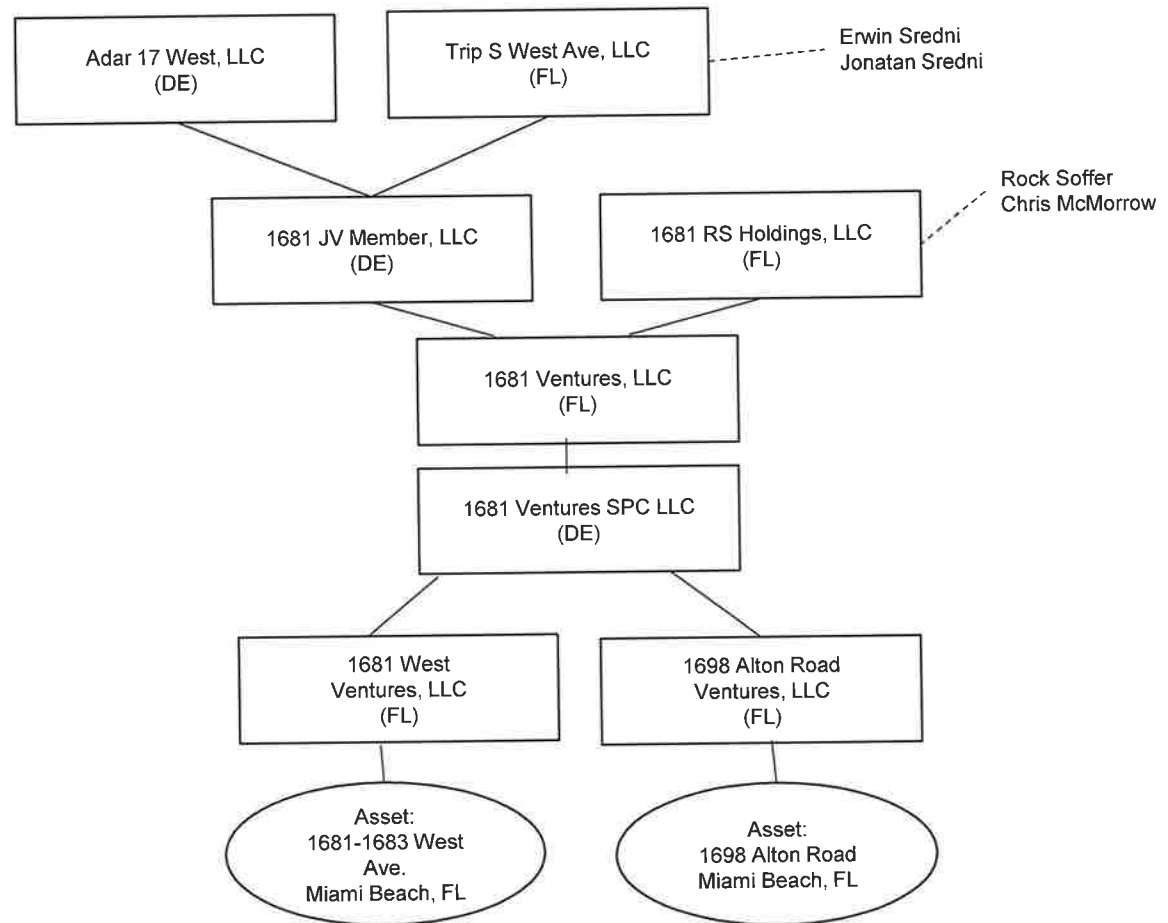 Adar 17 West, LLC
(DE)
Trip S West Ave, LLC
(FL)
Erwin Sredni
Jonatan Sredni
1681 JV Member, LLC
(DE)
1681 RS Holdings, LLC
(FL)
Rock Soffer
Chris McMorrow
1681 Ventures, LLC
(FL)
1681 Ventures SPC LLC
(DE)
1681 West
Ventures, LLC
(FL)
1698 Alton Road
Ventures, LLC
(FL)
Asset:
1681-1683 West
Ave.
Miami Beach, FL
Asset:
1698 Alton Road
Miami Beach, FL